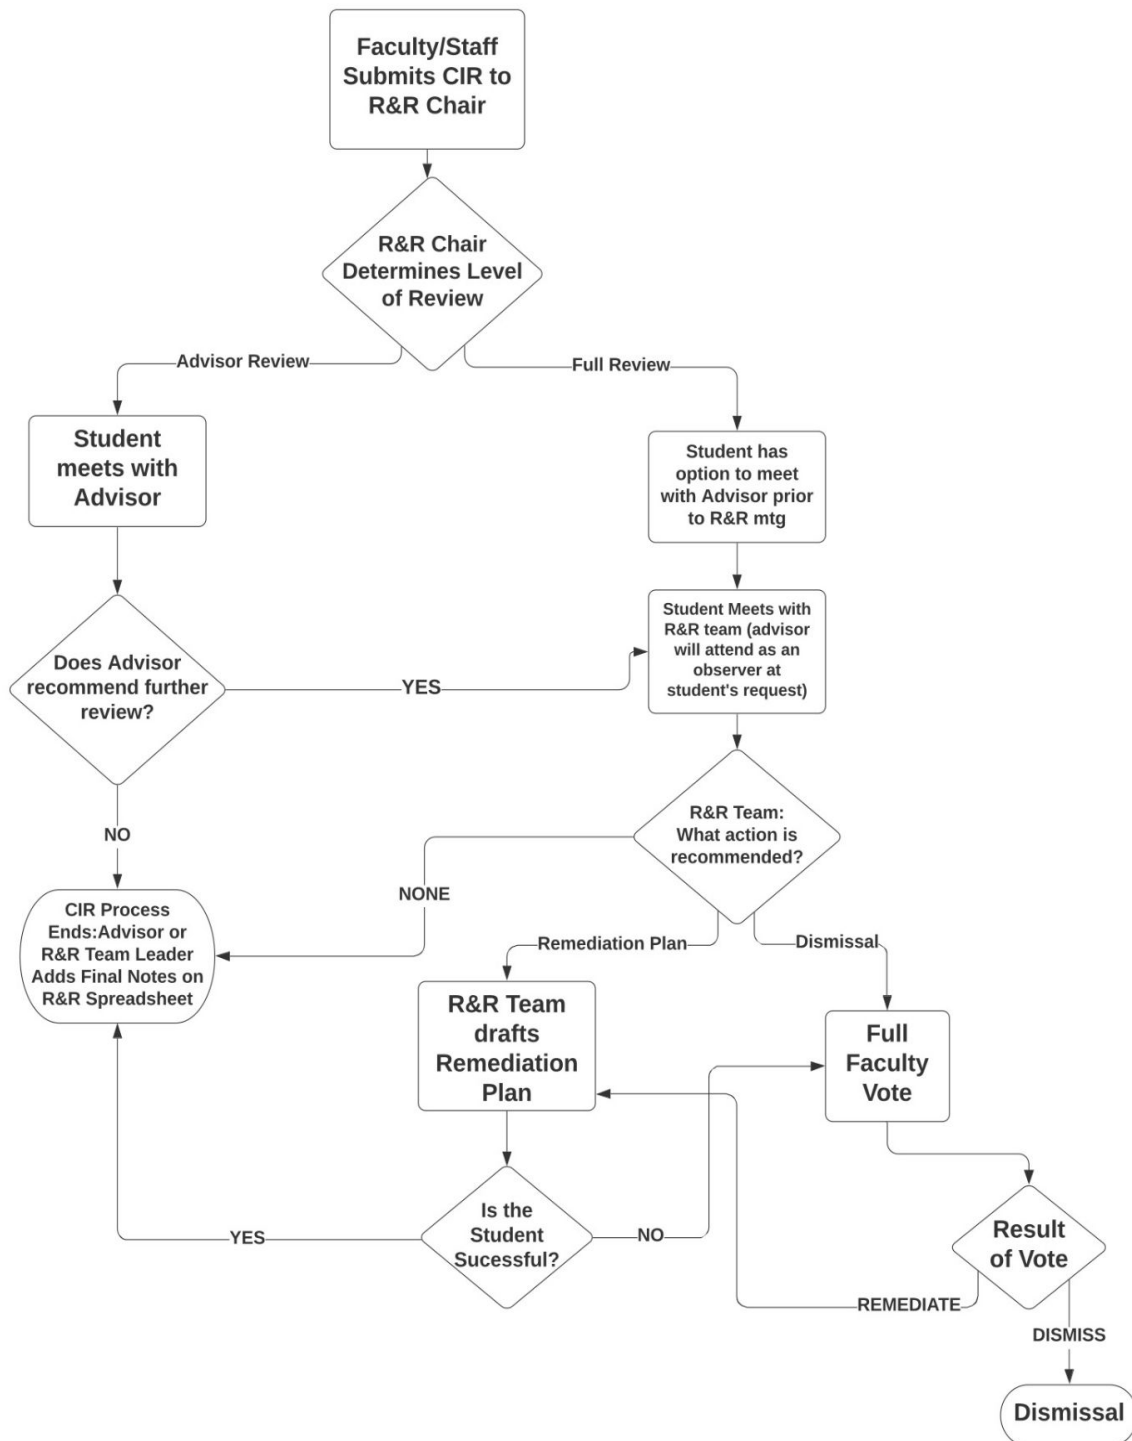 Faculty/Staff
Submits CIR to
R&R Chair
R&R Chair
Determines Level
of Review
Advisor Review
Full Review
Student
meets with
Advisor
Student has
option to meet
with Advisor prior
to R&R mtg
Student Meets with
R&R team (advisor
will attend as an
observer at
student's request)
Does Advisor
recommend further
review?
YES
NO
R&R Team:
What action is
recommended?
NONE
Remediation Plan
Dismissal
CIR Process
Ends:Advisor or
R&R Team Leader
Adds Final Notes on
R&R Spreadsheet
R&R Team
drafts
Remediation
Plan
Full
Faculty
Vote
Is the
Student
Sucessful?
YES
NO
Result
of Vote
REMEDIATE
DISMISS
Dismissal